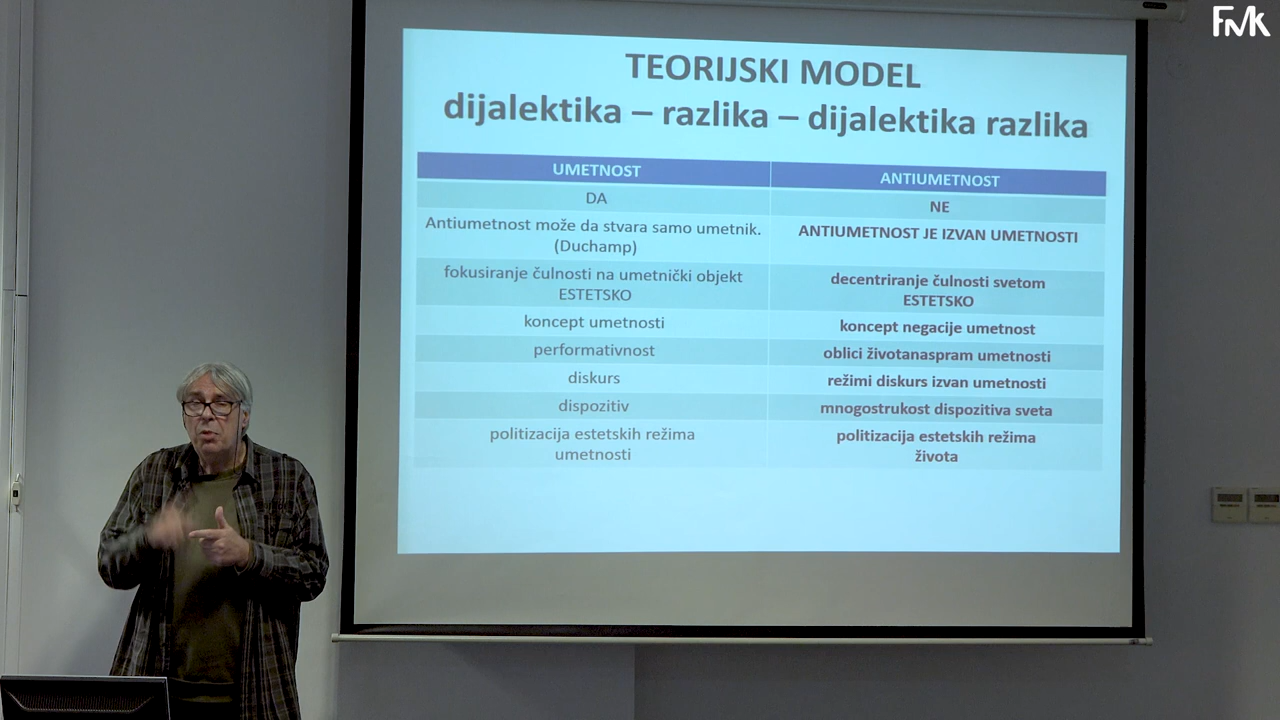 FMK
TEORIJSKI MODEL
dijalektika – razlika – dijalektika razlika
UMETNOST
ANTIUMETNOST
DA
NE
Antiumetnost može da stvara samo umetnik.
(Duchamp)
ANTIUMETNOST JE IZVAN UMETNOSTI
fokusiranje čulnosti na umetnički objekt
ESTETSKO
decentriranje čulnosti svetom
ESTETSKO
koncept umetnosti
koncept negacije umetnost
performativnost
oblici životanaspram umetnosti
diskurs
režimi diskurs izvan umetnosti
dispozitiv
mnogostrukost dispozitiva sveta
politizacija estetskih režima
umetnosti
politizacija estetskih režima
života